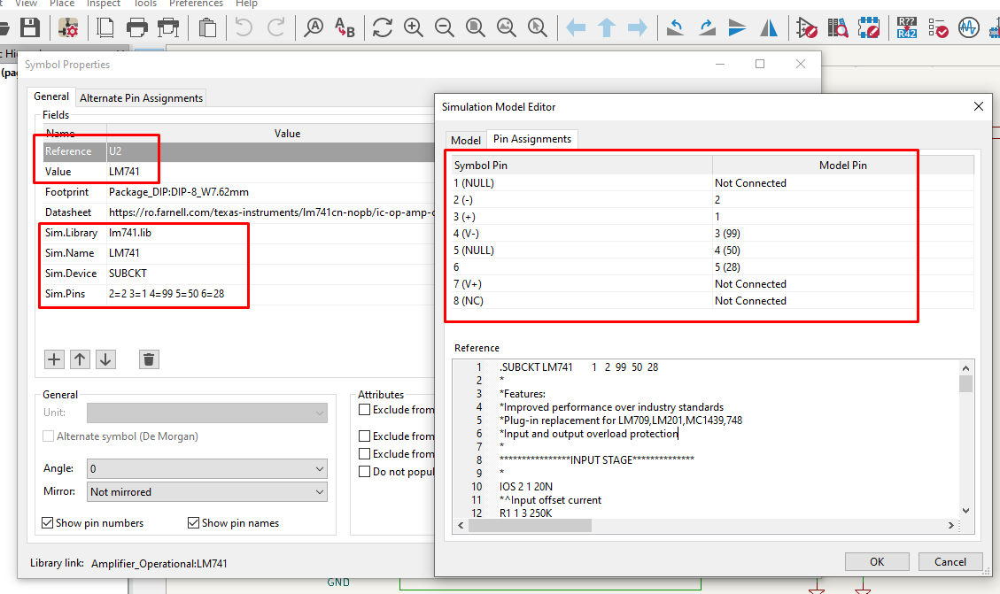 View Place Inspect Tools Preferences Help
Symbol Properties
General Alternate Pin Assignments
Fields
Name Value
Reference U2
Value LM741
Footprint Package_DIP:DIP-8_W7.62mm
Datasheet https://ro.farnell.com/texas-instruments/lm741cn-nopb/ic-op-amp-
Sim.Library lm741.lib
Sim.Name LM741
Sim.Device SUBCKT
Sim.Pins 2=2 3=1 4=99 5=50 6=28
General
Unit:
Alternate symbol (De Morgan)
Angle: 0
Mirror: Not mirrored
Show pin numbers Show pin names
Attributes
Exclude from
Exclude from
Exclude from
Do not popul
Library link: Amplifier_Operational:LM741
Simulation Model Editor
Model Pin Assignments
Symbol Pin Model Pin
1 (NULL) Not Connected
2 (-) 2
3 (+) 1
4 (V-) 3 (99)
5 (NULL) 4 (50)
6 5 (28)
7 (V+) Not Connected
8 (NC) Not Connected
Reference
1 .SUBCKT LM741 1 2 99 50 28
2 *
3 *Features:
4 *Improved performance over industry standards
5 *Plug-in replacement for LM709,LM201,MC1439,748
6 *Input and output overload protection
7 *
8 ****************INPUT STAGE**************
9 *
10 IOS 2 1 20N
11 *^Input offset current
12 R1 1 3 250K
OK Cancel
GND
R??
R42